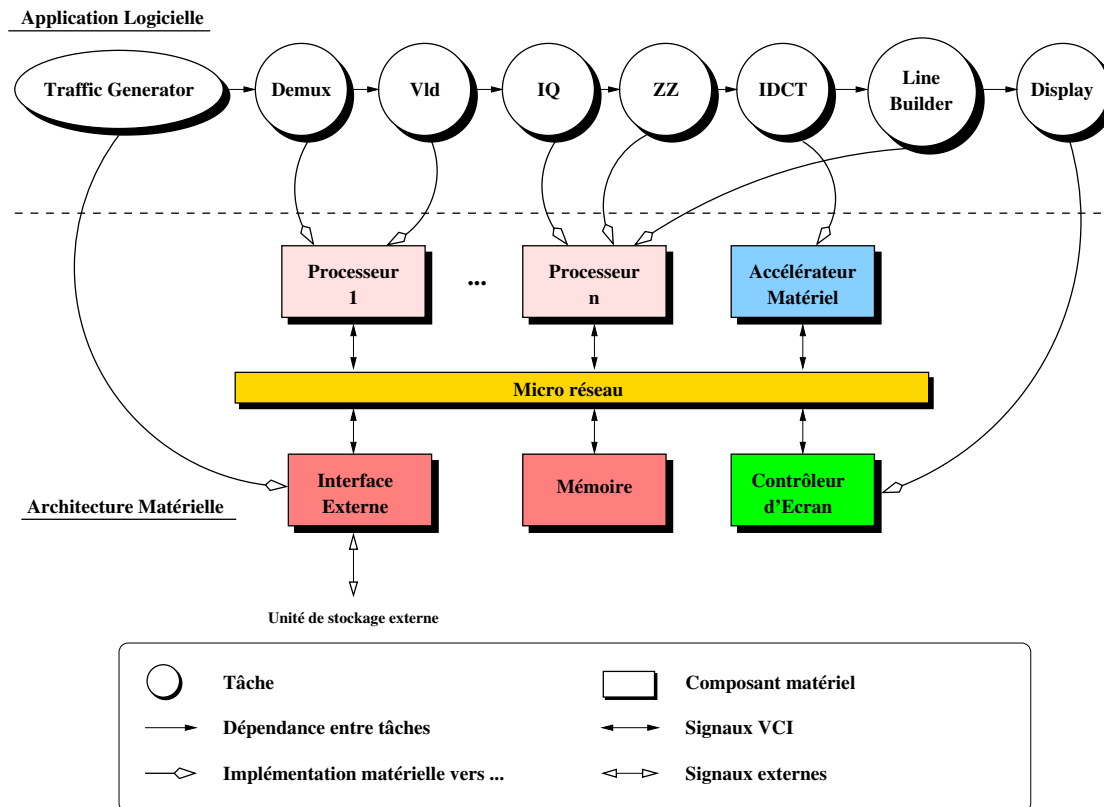 Application Logicielle
Traffic Generator
Demux
Vld
IQ
ZZ
IDCT
Line
Builder
Display
Processeur
1
...
Processeur
n
Accélérateur
Matériel
Micro réseau
Interface
Externe
Mémoire
Contrôleur
d'Ecran
Architecture Matérielle
Unité de stockage externe
Tâche
Composant matériel
Dépendance entre tâches
Signaux VCI
Implémentation matérielle vers ...
Signaux externes